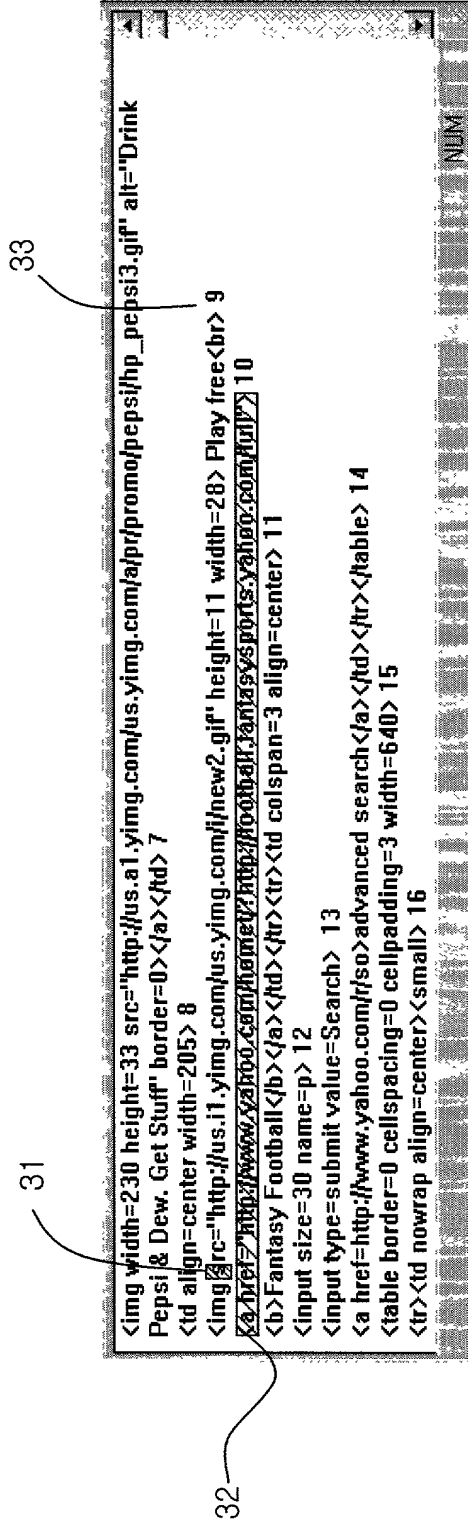 31
33
32
<img width=230 height=33 src="http://us.a1.yimg.com/us.yimg.com/a/pr/promo/pepsi/hp_pepsi3.gif" alt="Drink
Pepsi & Dew. Get Stuff" border=0></a></td> 7
<td align=center width=205> 8
<img src="http://us.i1.yimg.com/us.yimg.com/i/new2.gif" height=11 width=28> Play free<br> 9
<a href="http://www.yahoo.com/homet/?http://football.fantasysports.yahoo.com/full/"> 10
<b>Fantasy Football</b></a></td></tr><tr><td colspan=3 align=center> 11
<input size=30 name=p> 12
<input type=submit value=Search> 13
<a href=http://www.yahoo.com/r/so>advanced search</a></td></tr></table> 14
<table border=0 cellspacing=0 cellpadding=3 width=640> 15
<tr><td nowrap align=center><small> 16
NUM